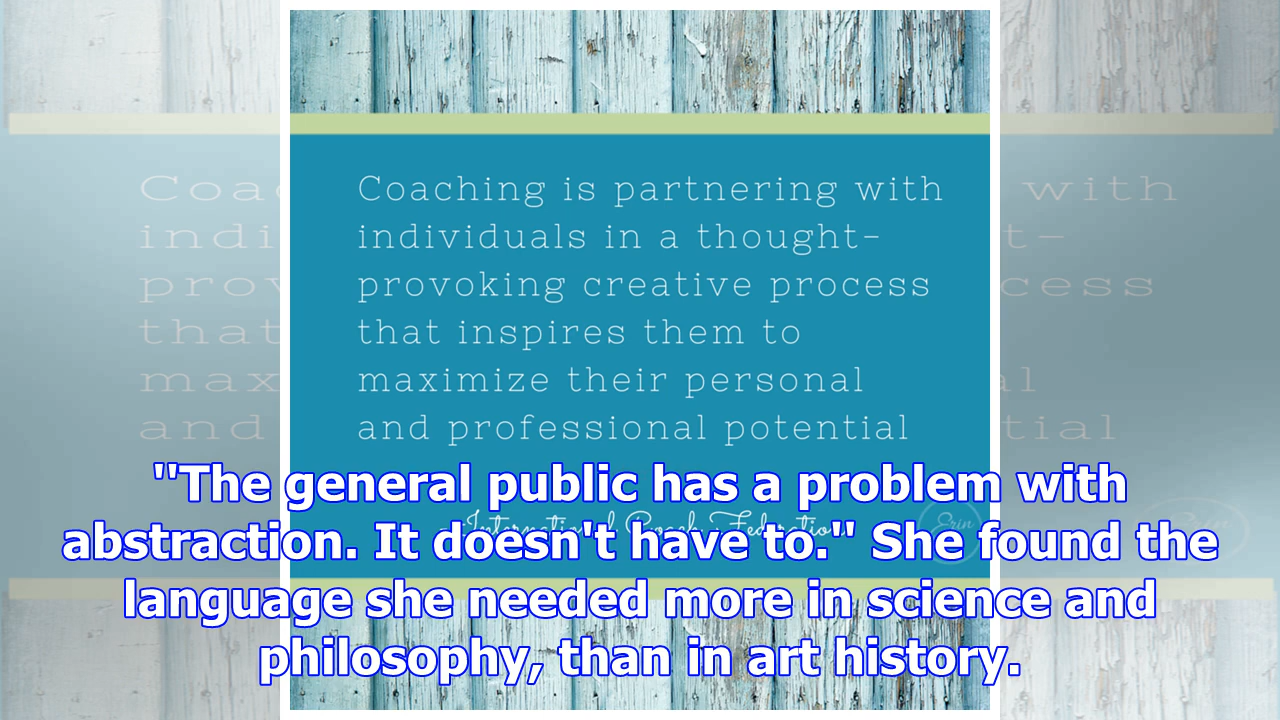 Coaching is partnering with
individuals in a thought-
provoking creative process
that inspires them to
maximize their personal
and professional potential
"The general public has a problem with
abstraction. It doesn't have to." She found the
language she needed more in science and
philosophy, than in art history.
Erin